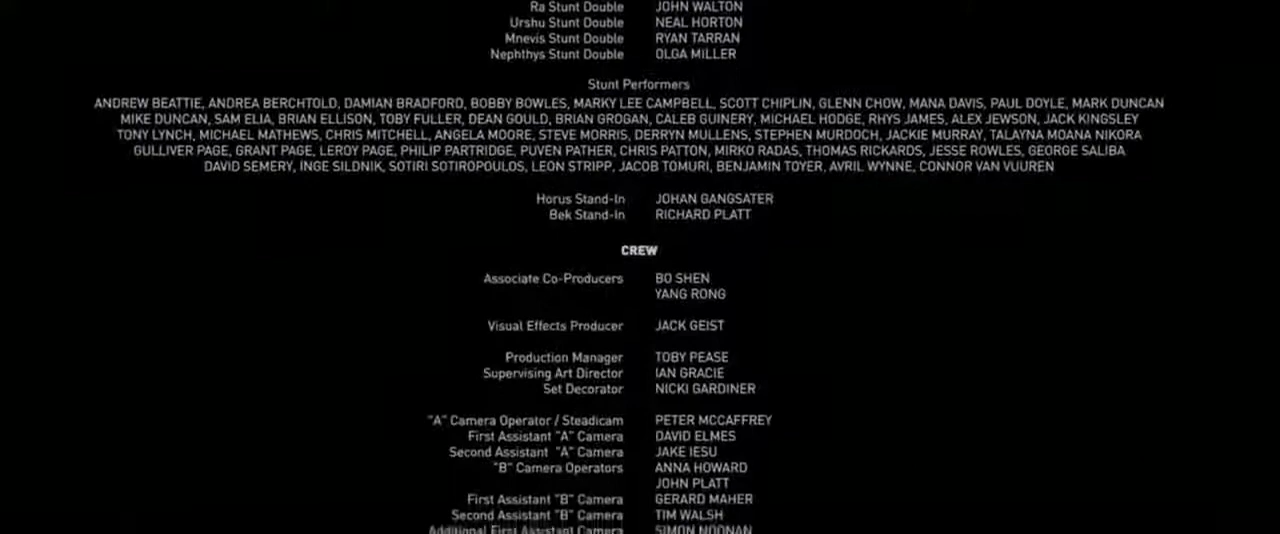 Ra Stunt Double JOHN WALTON
Urshu Stunt Double NEAL HORTON
Mnevis Stunt Double RYAN TARRAN
Nephthys Stunt Double OLGA MILLER
Stunt Performers
ANDREW BEATTIE, ANDREA BERCHTOLD, DAMIAN BRADFORD, BOBBY BOWLES, MARKY LEE CAMPBELL, SCOTT CHIPLIN, GLENN CHOW, MANA DAVIS, PAUL DOYLE, MARK DUNCAN
MIKE DUNCAN, SAM ELIA, BRIAN ELLISON, TOBY FULLER, DEAN GOULD, BRIAN GROGAN, CALEB GUINERY, MICHAEL HODGE, RHYS JAMES, ALEX JEWSON, JACK KINGSLEY
TONY LYNCH, MICHAEL MATHEWS, CHRIS MITCHELL, ANGELA MOORE, STEVE MORRIS, DERRYN MULLENS, STEPHEN MURDOCH, JACKIE MURRAY, TALAYNA MOANA NIKORA
GULLIVER PAGE, GRANT PAGE, LEROY PAGE, PHILIP PARTRIDGE, PUVEN PATHER, CHRIS PATTON, MIRKO RADAS, THOMAS RICKARDS, JESSE ROWLES, GEORGE SALIBA
DAVID SEMERY, INGE SILDNIK, SOTIRI SOTIROPOULOS, LEON STRIPP, JACOB TOMURI, BENJAMIN TOYER, AVRIL WYNNE, CONNOR VAN VUUREN
Horus Stand-In JOHAN GANGSATER
Bek Stand-In RICHARD PLATT
CREW
Associate Co-Producers BO SHEN
YANG RONG
Visual Effects Producer JACK GEIST
Production Manager TOBY PEASE
Supervising Art Director IAN GRACIE
Set Decorator NICKI GARDINER
"A" Camera Operator / Steadicam PETER MCCAFFREY
First Assistant "A" Camera DAVID ELMES
Second Assistant "A" Camera JAKE IESU
"B" Camera Operators ANNA HOWARD
JOHN PLATT
First Assistant "B" Camera GERARD MAHER
Second Assistant "B" Camera TIM WALSH
Additional First Assistant Camera SIMON NOONAN